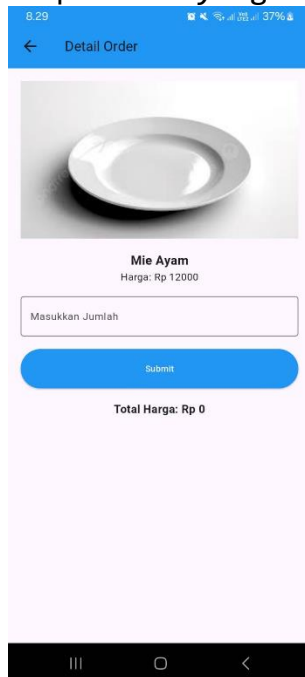 8.29
37%
Detail Order
Mie Ayam
Harga: Rp 12000
Masukkan Jumlah
Submit
Total Harga: Rp 0